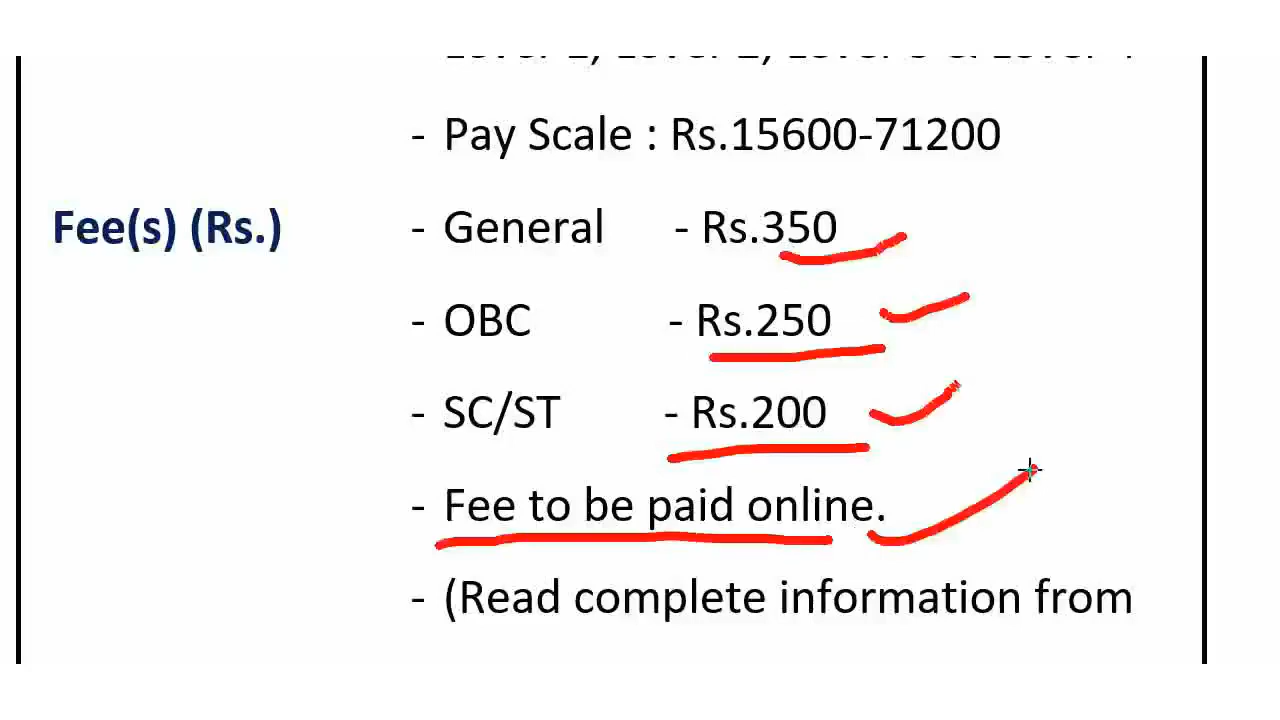 - Pay Scale : Rs.15600-71200
Fee(s) (Rs.) - General - Rs.350
- OBC - Rs.250
- SC/ST - Rs.200
- Fee to be paid online.
- (Read complete information from